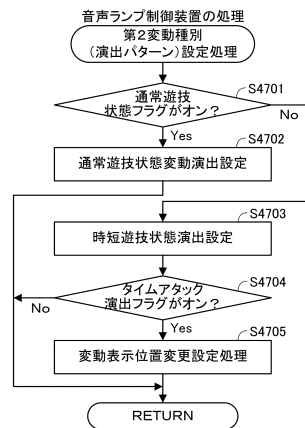 音声ランプ制御装置の処理
第2変動種別
(演出パターン)設定処理
S4701
通常遊技
状態フラグがオン?
No
Yes
S4702
通常遊技状態変動演出設定
S4703
時短遊技状態演出設定
S4704
タイムアタック
演出フラグがオン?
No
Yes
S4705
変動表示位置変更設定処理
RETURN